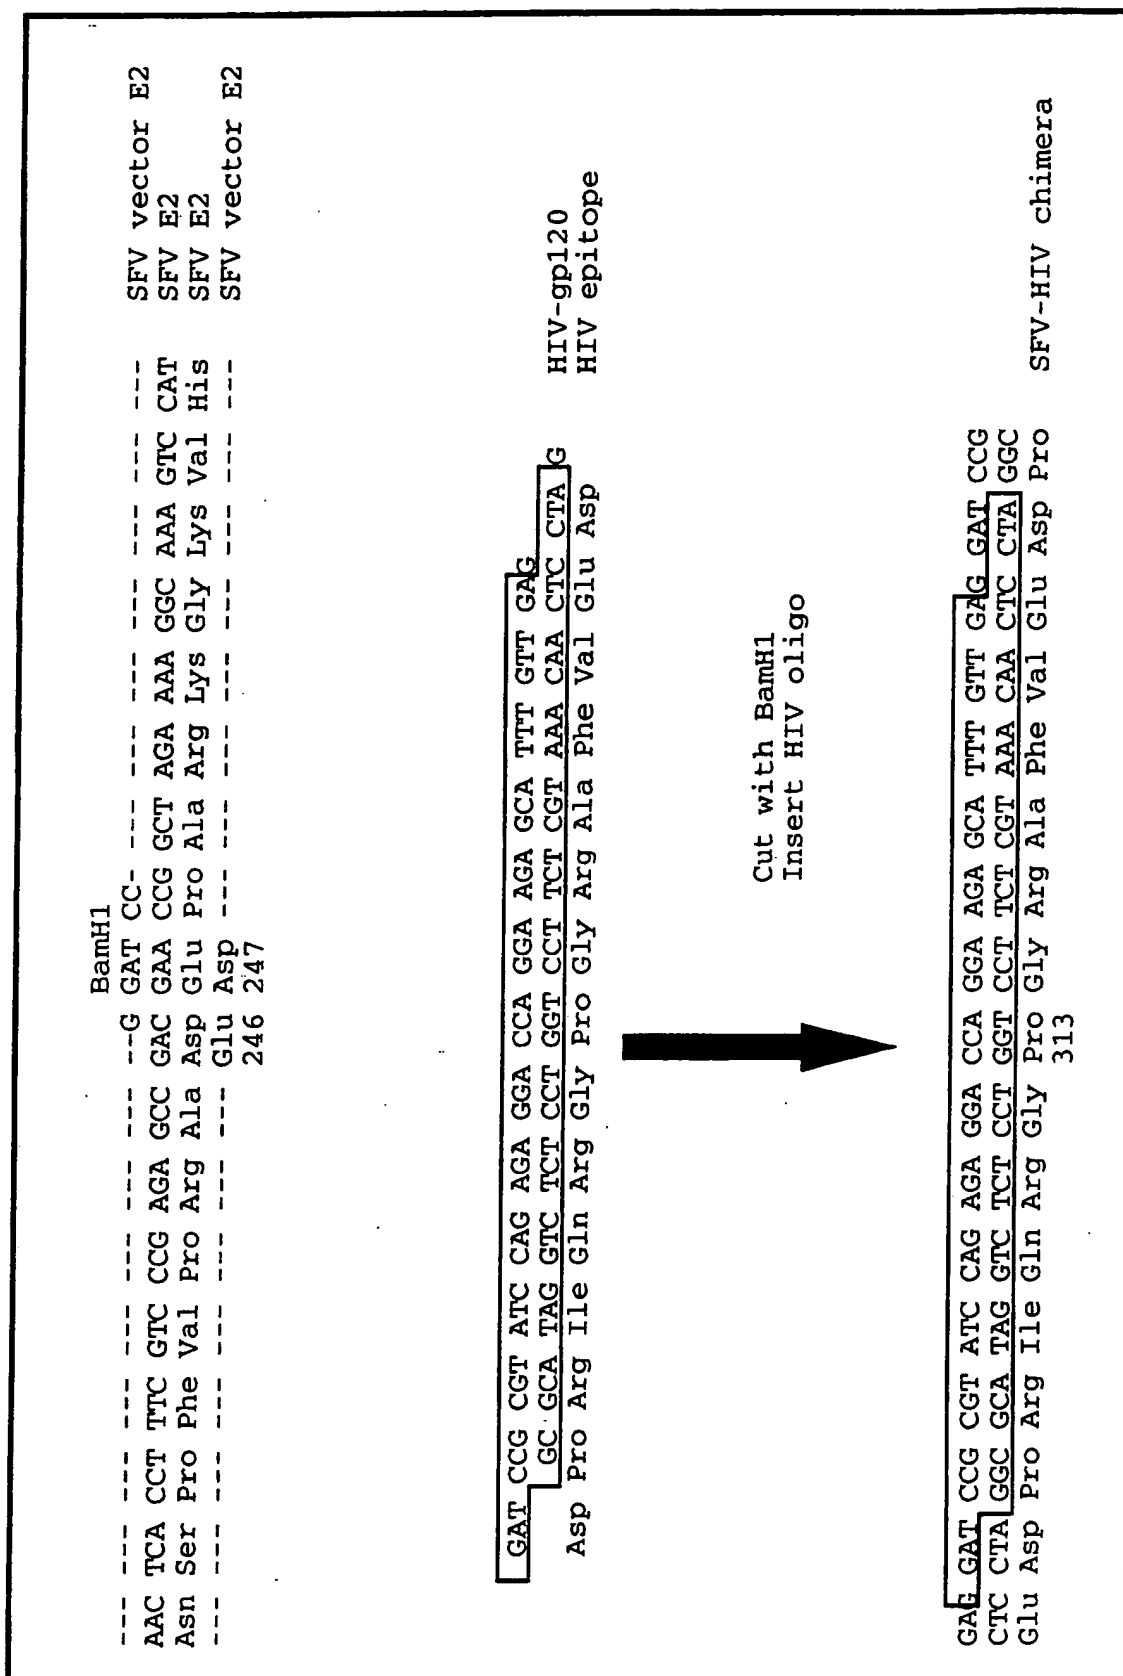 BamH1
--- --- --- --- --- --- --- --- --G GAT CC- --- --- --- --- --- --- --- SFV vector E2
AAC TCA CCT TTC GTC CCG AGA GCC GAC GAA CCG GCT AGA AAA GGC AAA GTC CAT SFV E2
Asn Ser Pro Phe Val Pro Arg Ala Asp Glu Pro Ala Arg Lys Gly Lys Val His SFV E2
--- --- --- --- --- --- --- --- Glu Asp --- --- --- --- --- --- --- --- SFV vector E2
246 247
GAT CCG CGT ATC CAG AGA GGA CCA GGA AGA GCA TTT GTT GAG
GC GCA TAG GTC TCT CCT GGT CCT TCT CGT AAA CAA CTC CTA G HIV-gp120
Asp Pro Arg Ile Gln Arg Gly Pro Gly Arg Ala Phe Val Glu Asp HIV epitope
Cut with BamH1
Insert HIV oligo
GAG GAT CCG CGT ATC CAG AGA GGA CCA GGA AGA GCA TTT GTT GAG GAT CCG
CTC CTA GGC GCA TAG GTC TCT CCT GGT CCT TCT CGT AAA CAA CTC CTA GGC
Glu Asp Pro Arg Ile Gln Arg Gly Pro Gly Arg Ala Phe Val Glu Asp Pro SFV-HIV chimera
313